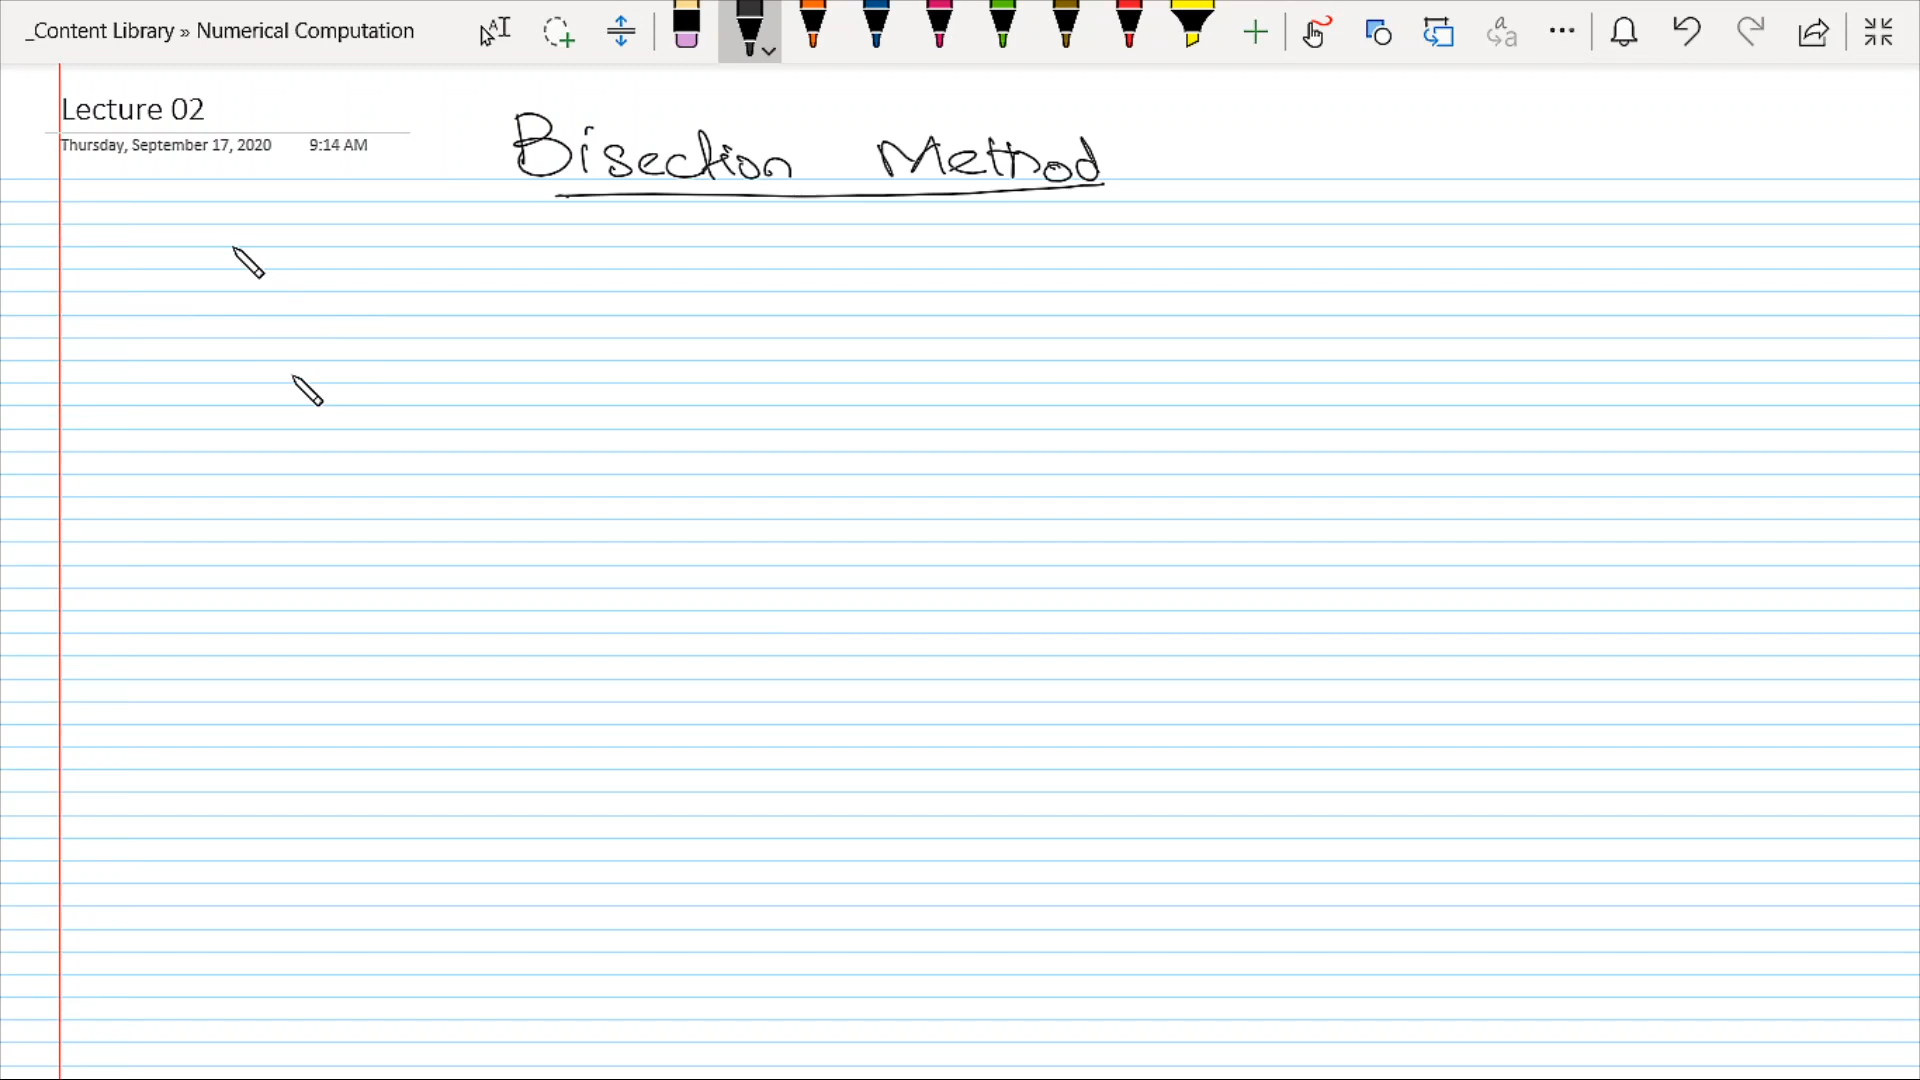 _Content Library » Numerical Computation
Lecture 02
Thursday, September 17, 2020 9:14 AM
Bisection Method